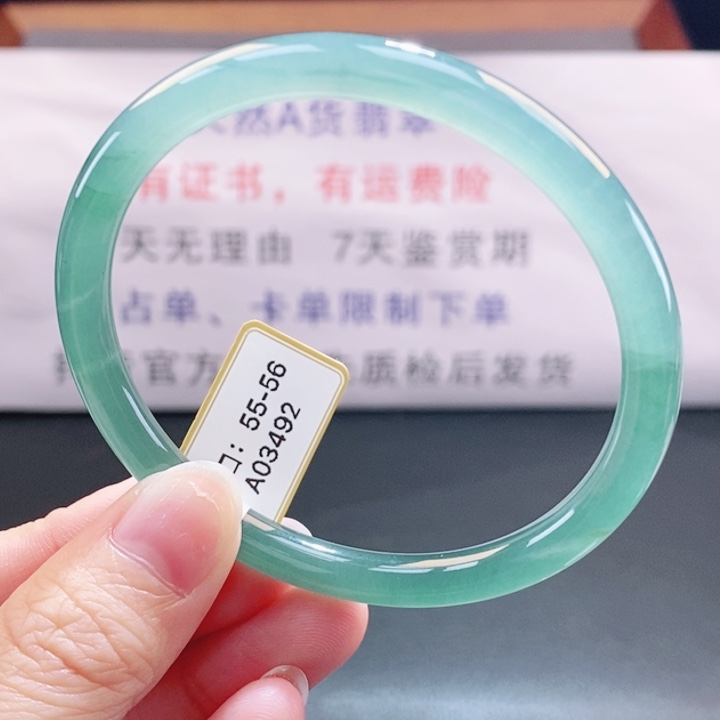 然A货翡翠
有证书，有运费险
天无理由 7天鉴赏期
占单、卡单限制下单
官方 质检后发货
口：55-56
A03492